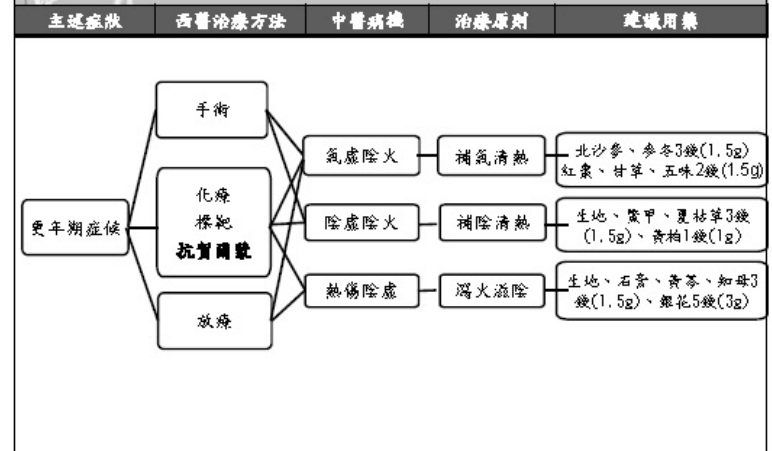 主述症狀 西醫治療方法 中醫病機 治療原則 建議用藥
更年期症候
手術
化療
標靶
抗賀爾蒙
放療
氣虛陰火
補氣清熱
北沙參、麥冬3錢(1.5g)
紅棗、甘草、五味2錢(1.5g)
陰虛陰火
補陰清熱
生地、鱉甲、夏枯草3錢
(1.5g)、黃柏1錢(1g)
熱傷陰虛
瀉火滋陰
生地、石膏、黃芩、知母3
錢(1.5g)、銀花5錢(3g)